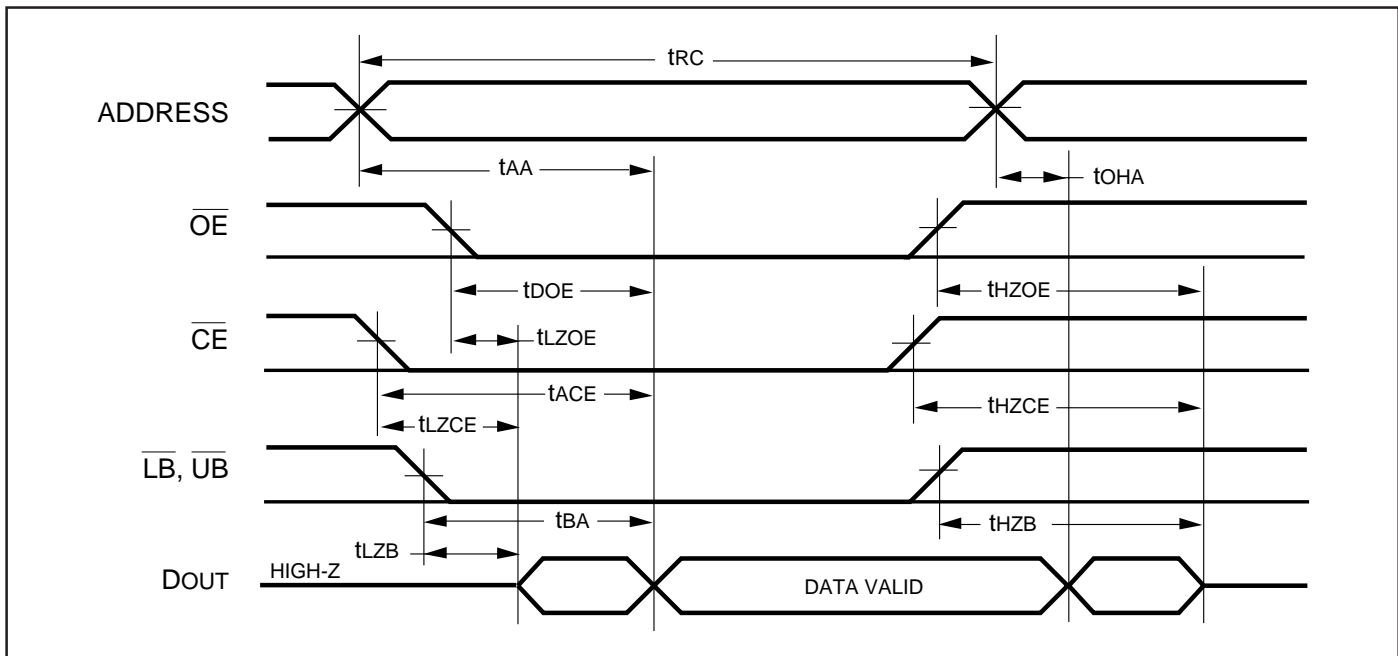 tRC
ADDRESS
tAA
tOHA
OE
tDOE
tHZOE
CE
tLZOE
tACE
tHZCE
tLZCE
LB, UB
tBA
tHZB
tLZB
DOUT
HIGH-Z
DATA VALID